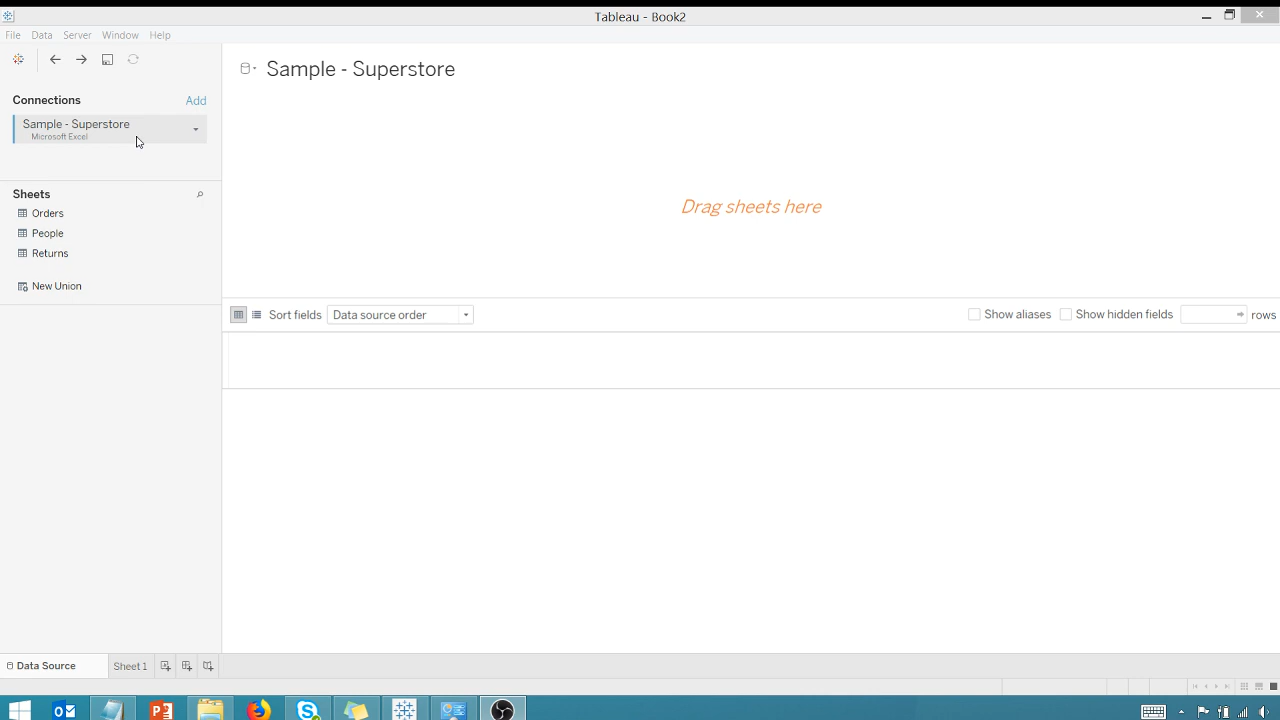 Tableau - Book2
File Data Server Window Help
Sample - Superstore
Connections Add
Sample - Superstore
Microsoft Excel
Drag sheets here
Sheets
Orders
People
Returns
New Union
Sort fields Data source order Show aliases Show hidden fields rows
Data Source Sheet 1